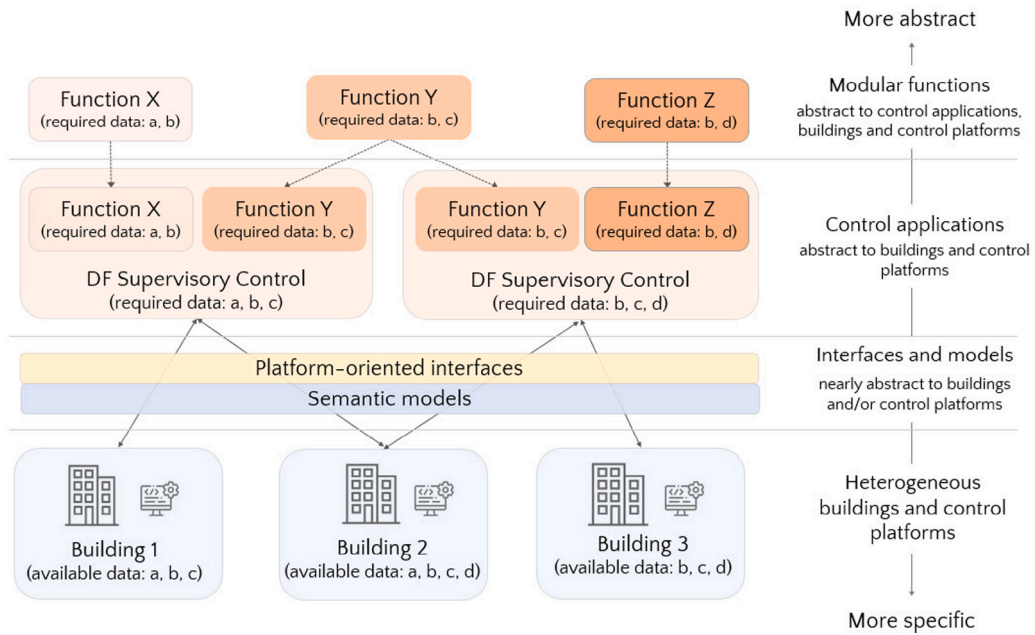 More abstract
Function X
(required data: a, b)
Function Y
(required data: b, c)
Function Z
(required data: b, d)
Modular functions
abstract to control applications,
buildings and control platforms
Function X
(required data: a, b)
Function Y
(required data: b, c)
DF Supervisory Control
(required data: a, b, c)
Function Y
(required data: b, c)
Function Z
(required data: b, d)
DF Supervisory Control
(required data: b, c, d)
Control applications
abstract to buildings and control
platforms
Platform-oriented interfaces
Semantic models
Interfaces and models
nearly abstract to buildings
and/or control platforms
Building 1
(available data: a, b, c)
Building 2
(available data: a, b, c, d)
Building 3
(available data: b, c, d)
Heterogeneous
buildings and control
platforms
More specific